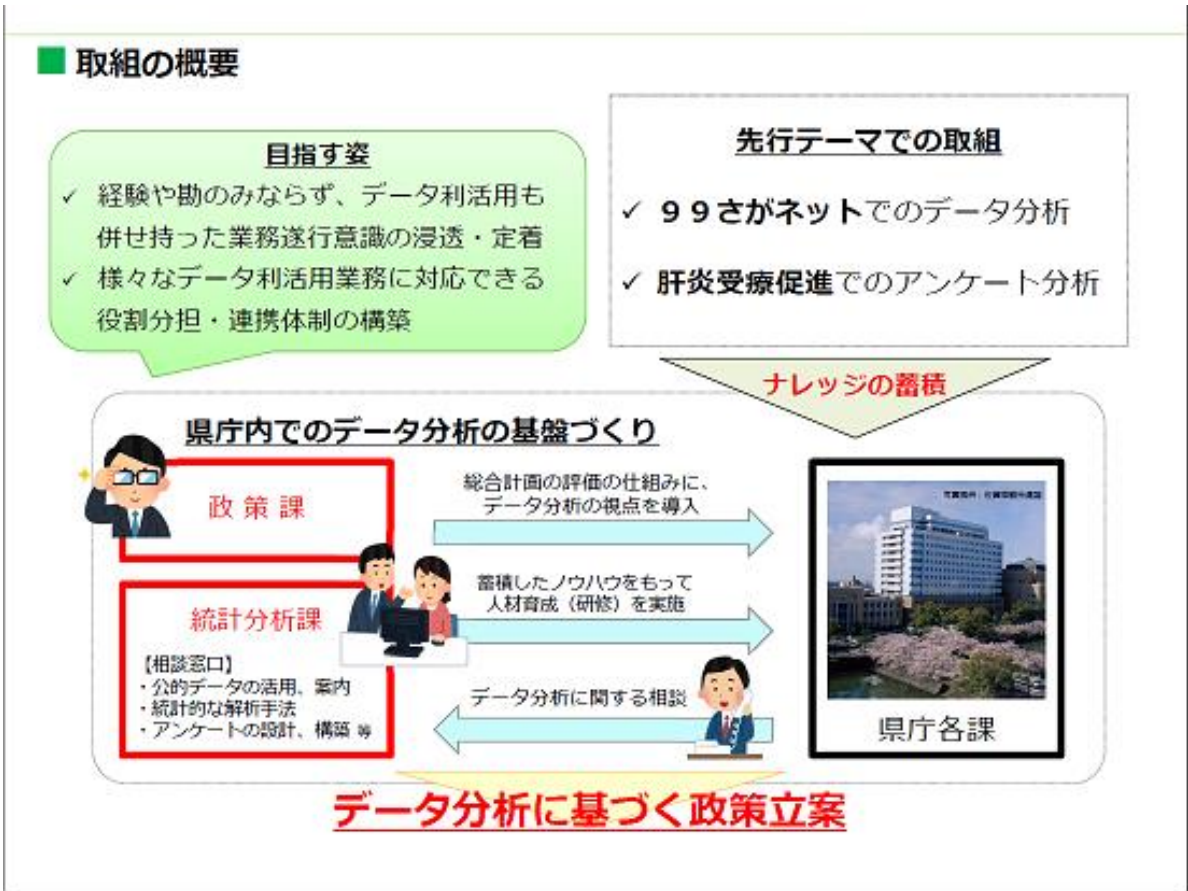 取組の概要
目指す姿
✓ 経験や勘のみならず、データ利活用も
併せ持った業務遂行意識の浸透・定着
✓ 様々なデータ利活用業務に対応できる
役割分担・連携体制の構築
先行テーマでの取組
✓ 99さがネットでのデータ分析
✓ 肝炎受療促進でのアンケート分析
ナレッジの蓄積
県庁内でのデータ分析の基盤づくり
政策課
統計分析課
【相談窓口】
・公的データの活用、案内
・統計的な解析手法
・アンケートの設計、構築 等
総合計画の評価の仕組みに、
データ分析の視点を導入
蓄積したノウハウをもって
人材育成（研修）を実施
データ分析に関する相談
県庁各課
データ分析に基づく政策立案